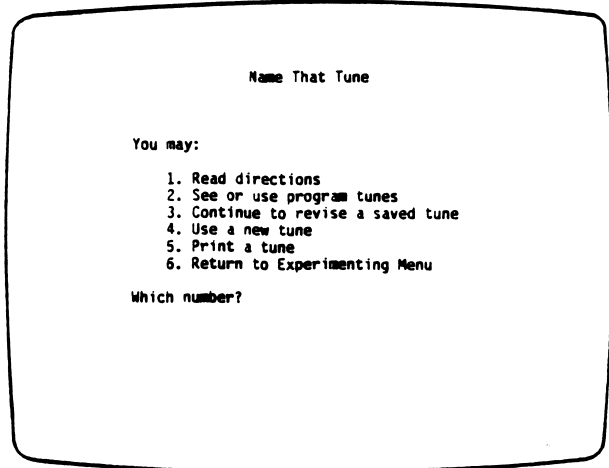 Name That Tune
You may:
1. Read directions
2. See or use program tunes
3. Continue to revise a saved tune
4. Use a new tune
5. Print a tune
6. Return to Experimenting Menu
Which number?